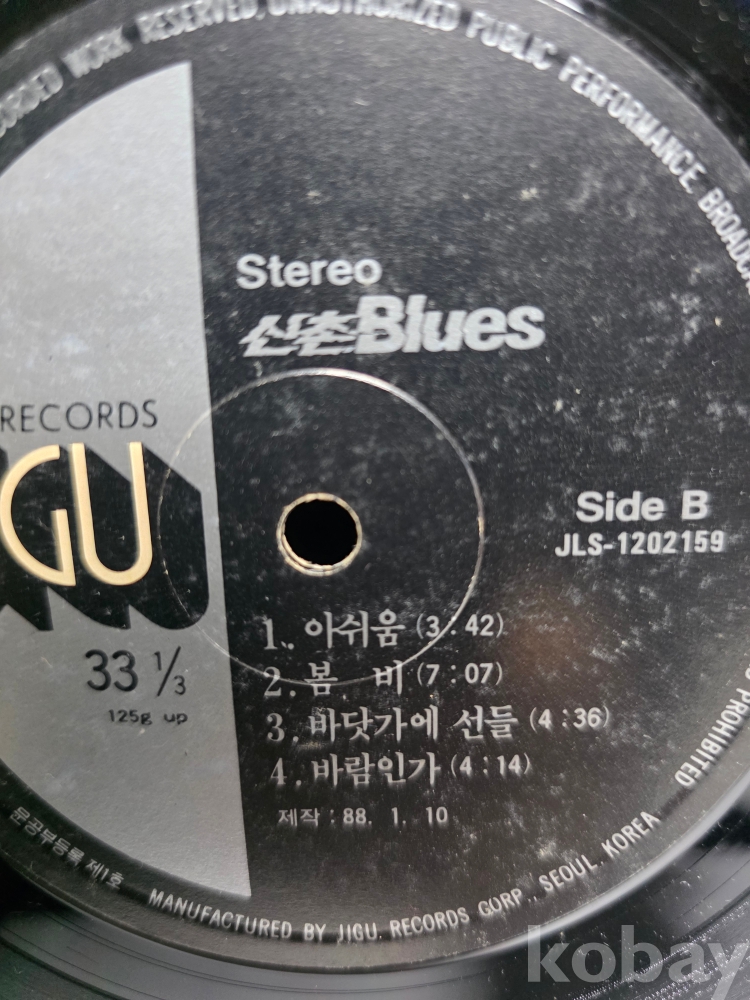 CORDED WORK RESERVED, UNAUTHORIZED PUBLIC PERFORMANCE, BROADCA
Stereo
신촌Blues
RECORDS
GU
Side B
JLS-1202159
33 1/3
125g up
1. 아쉬움 (3:42)
2. 봄. 비 (7:07)
3. 바닷가에 선들 (4:36)
4. 바람인가 (4:14)
제작 : 88. 1. 10
PROHIBITED
문공부등록 제1호
MANUFACTURED BY JIGU. RECORDS CORP., SEOUL, KOREA
kobay